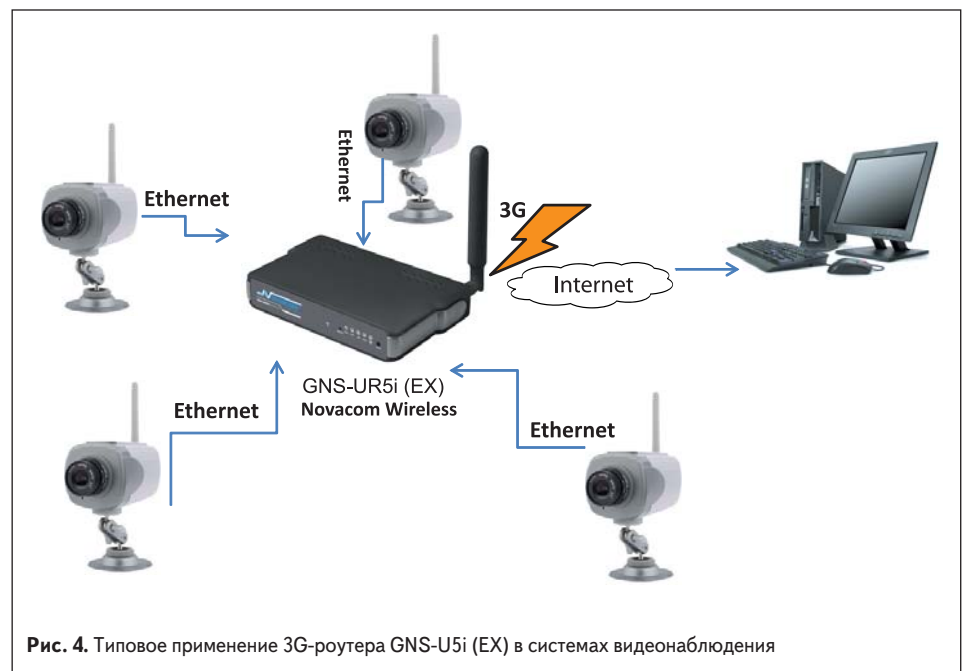 Ethernet
Ethernet
3G
Internet
GNS-UR5i (EX)
Novacom Wireless
Ethernet
Ethernet
Рис. 4. Типовое применение 3G-роутера GNS-U5i (EX) в системах видеонаблюдения